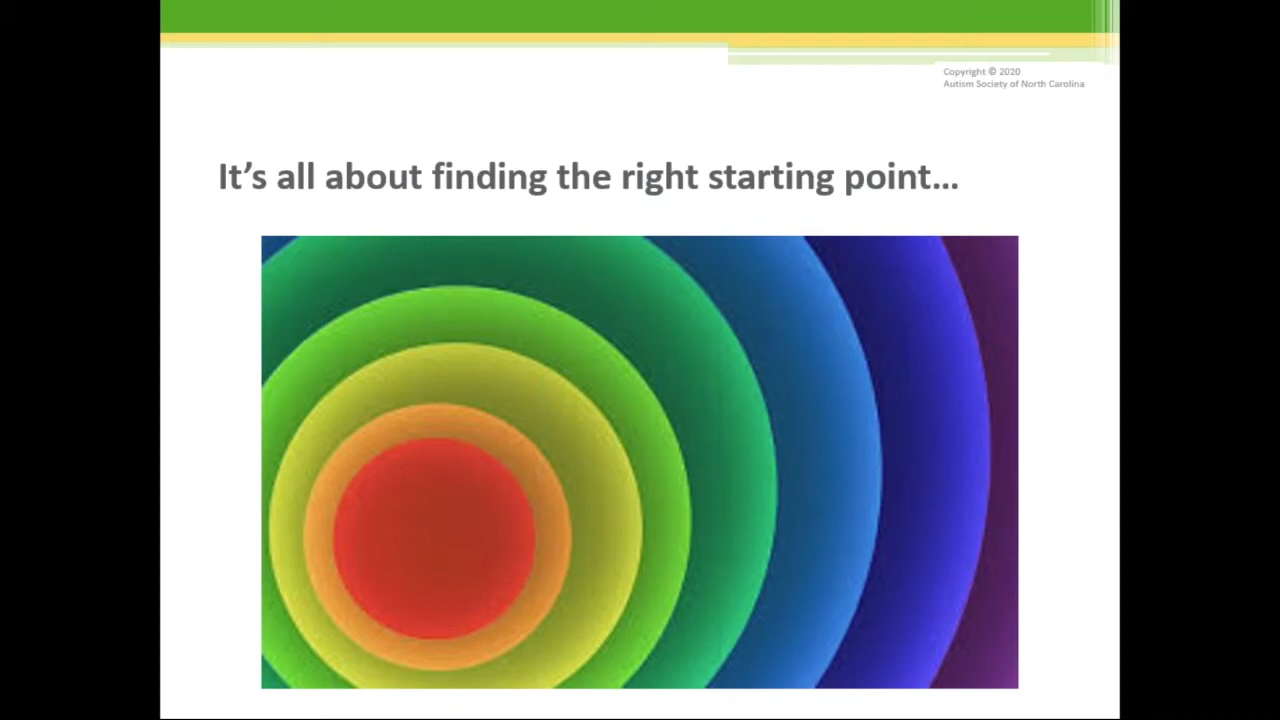 Copyright © 2020
Autism Society of North Carolina
It’s all about finding the right starting point…